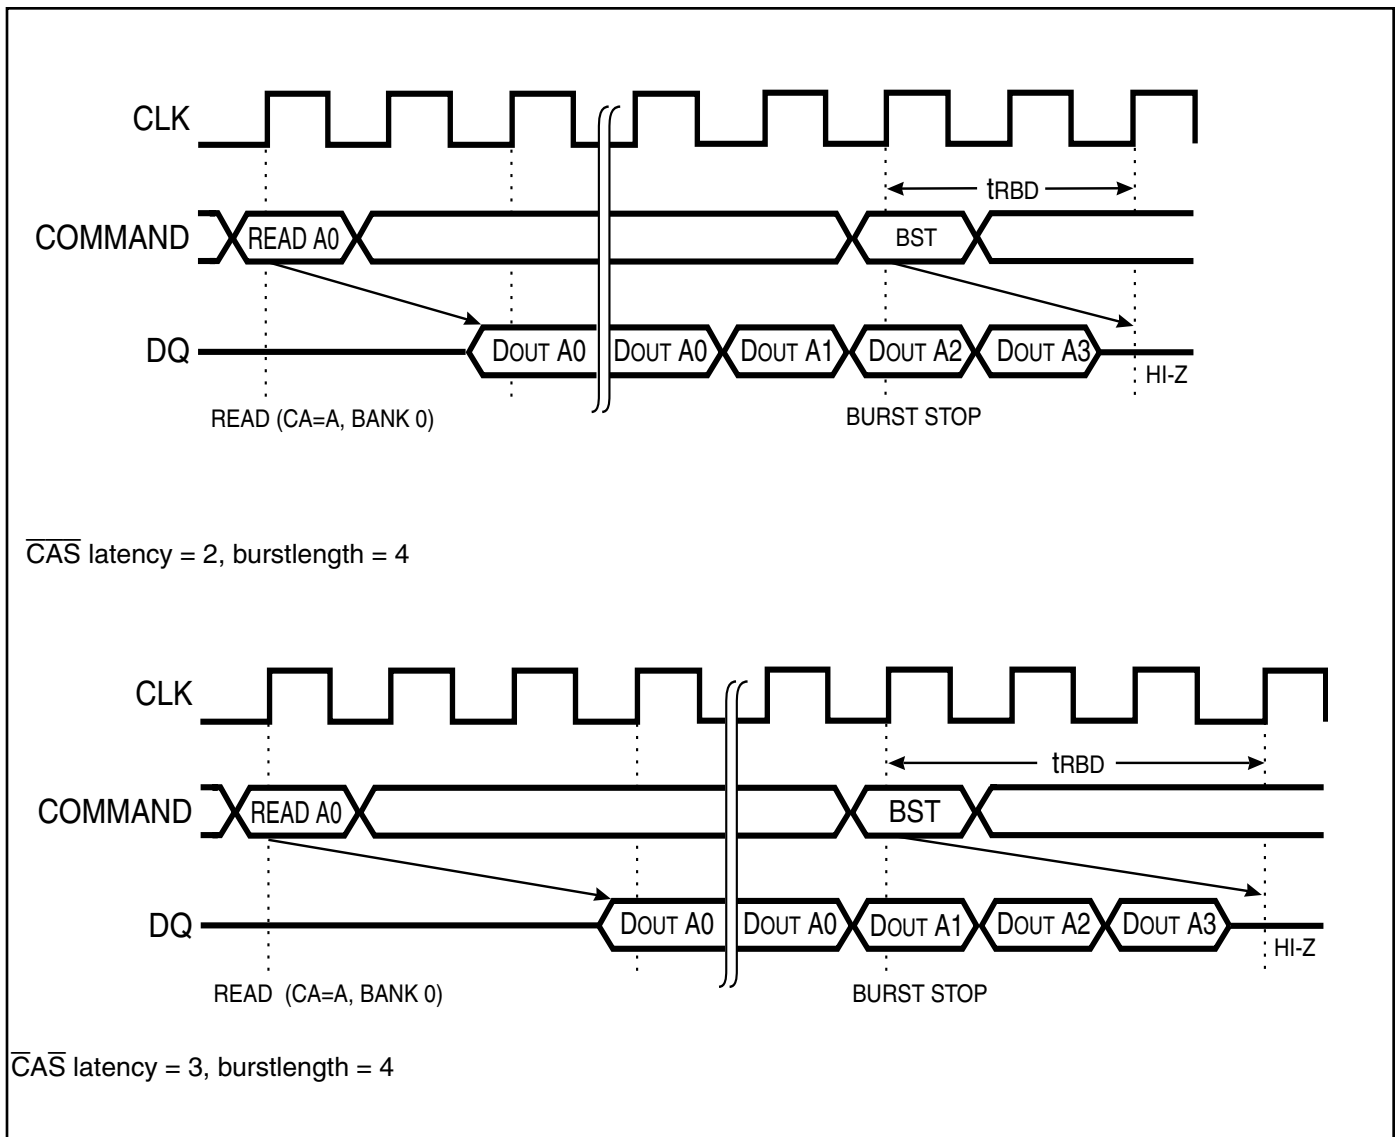 CLK
tRBD
COMMAND READ A0 BST
DQ DOUT A0 DOUT A0 DOUT A1 DOUT A2 DOUT A3
HI-Z
READ (CA=A, BANK 0) BURST STOP
C̅A̅S̅ latency = 2, burstlength = 4
CLK
tRBD
COMMAND READ A0 BST
DQ DOUT A0 DOUT A0 DOUT A1 DOUT A2 DOUT A3
HI-Z
READ (CA=A, BANK 0) BURST STOP
C̅AS̅ latency = 3, burstlength = 4